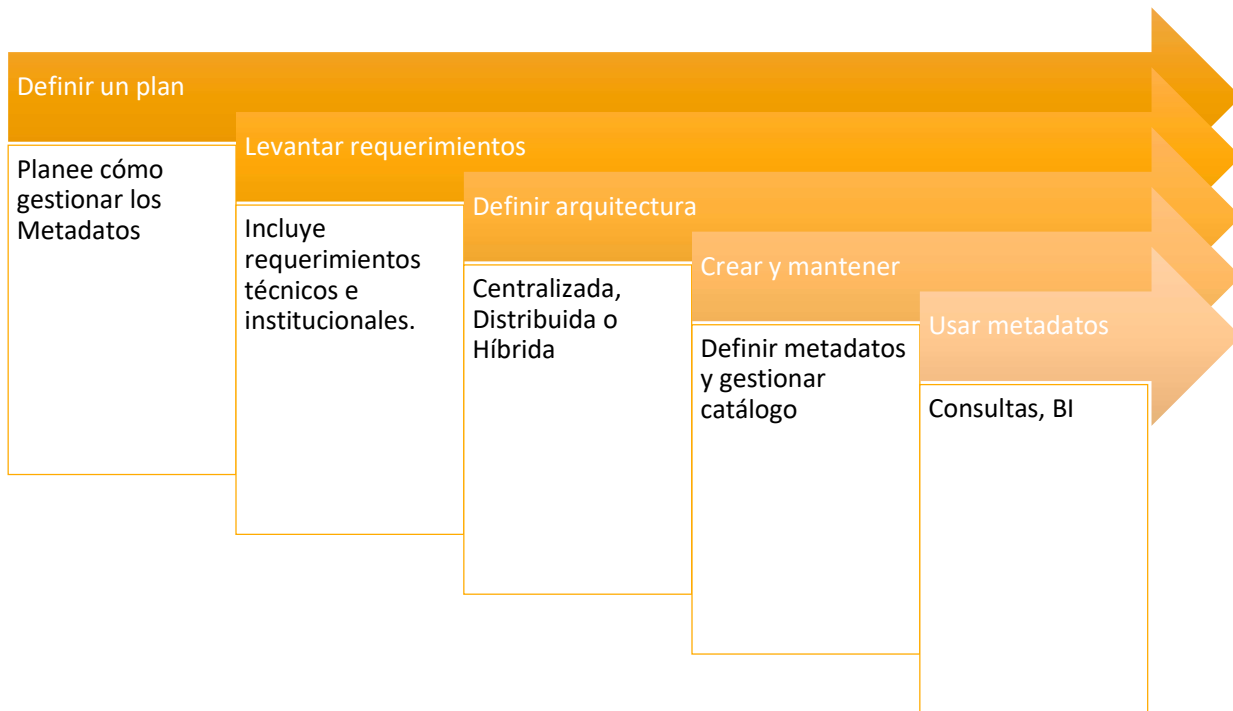 Definir un plan
Planee cómo
gestionar los
Metadatos
Levantar requerimientos
Incluye
requerimientos
técnicos e
institucionales.
Definir arquitectura
Centralizada,
Distribuida o
Híbrida
Crear y mantener
Definir metadatos
y gestionar
catálogo
Usar metadatos
Consultas, BI